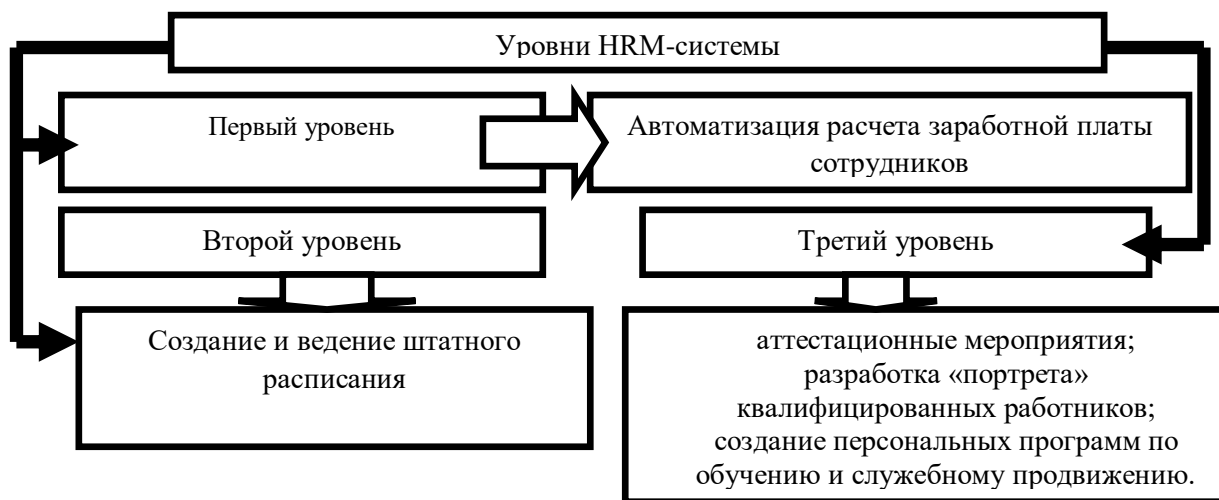 Уровни HRM-системы
Первый уровень
Автоматизация расчета заработной платы
сотрудников
Второй уровень
Третий уровень
Создание и ведение штатного
расписания
аттестационные мероприятия;
разработка «портрета»
квалифицированных работников;
создание персональных программ по
обучению и служебному продвижению.